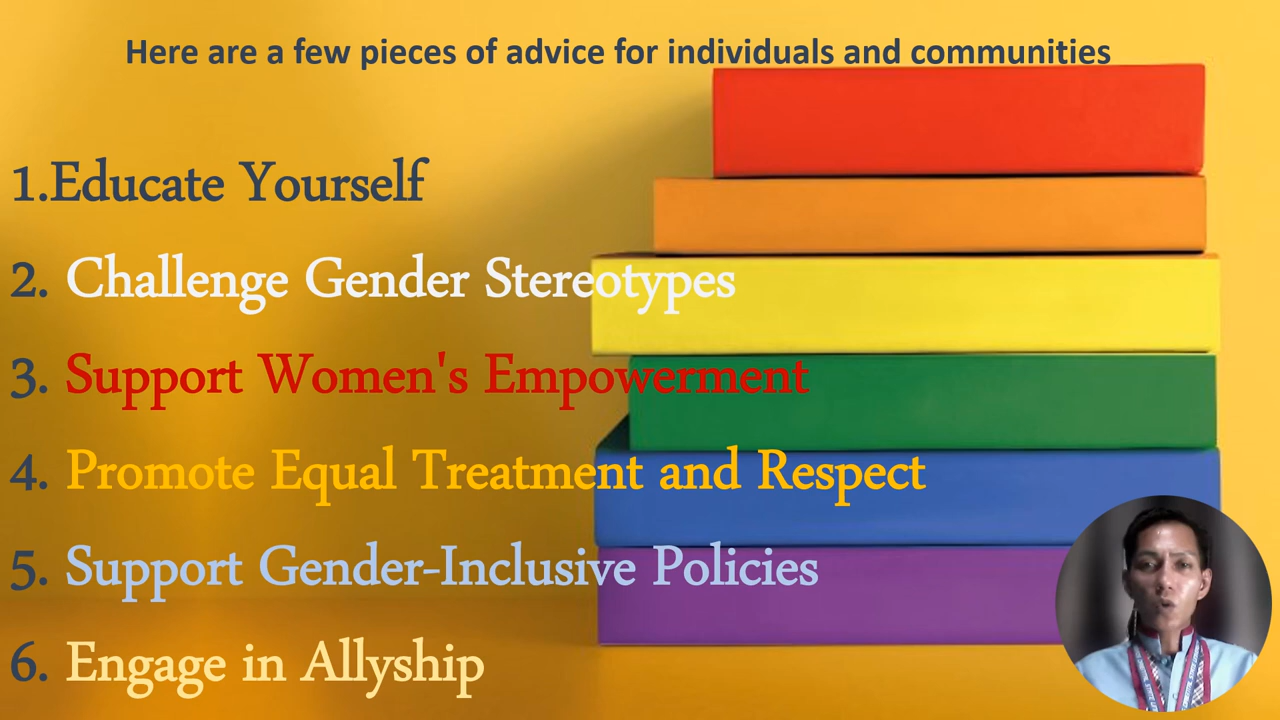 Here are a few pieces of advice for individuals and communities
1.Educate Yourself
2. Challenge Gender Stereotypes
3. Support Women's Empowerment
4. Promote Equal Treatment and Respect
5. Support Gender-Inclusive Policies
6. Engage in Allyship